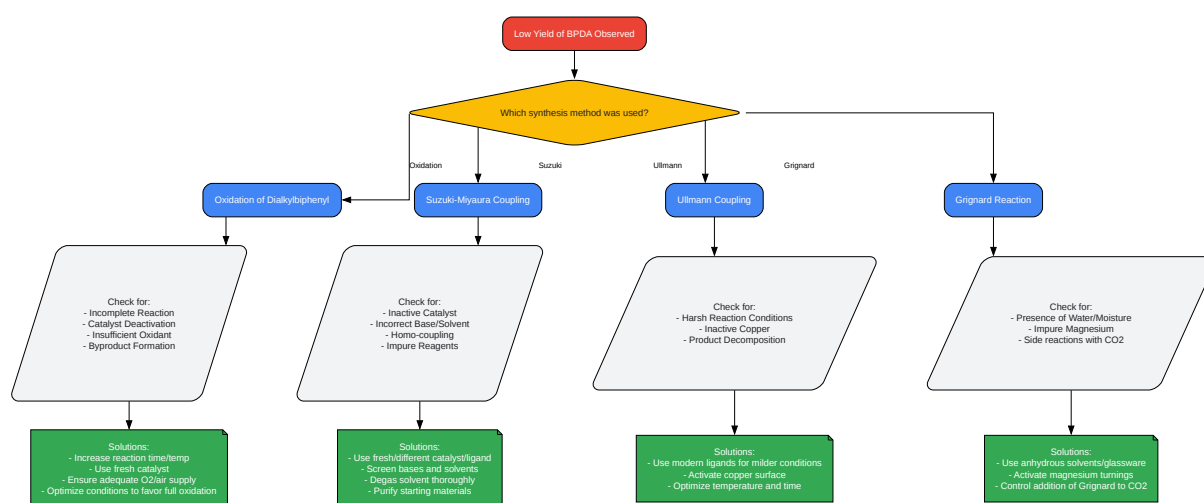 Low Yield of BPDA Observed
Which synthesis method was used?
Oxidation
Suzuki
Ullmann
Grignard
Oxidation of Dialkylbiphenyl
Suzuki-Miyaura Coupling
Ullmann Coupling
Grignard Reaction
Check for:
- Incomplete Reaction
- Catalyst Deactivation
- Insufficient Oxidant
- Byproduct Formation
Check for:
- Inactive Catalyst
- Incorrect Base/Solvent
- Homo-coupling
- Impure Reagents
Check for:
- Harsh Reaction Conditions
- Inactive Copper
- Product Decomposition
Check for:
- Presence of Water/Moisture
- Impure Magnesium
- Side reactions with CO2
Solutions:
- Increase reaction time/temp
- Use fresh catalyst
- Ensure adequate O2/air supply
- Optimize conditions to favor full oxidation
Solutions:
- Use fresh/different catalyst/ligand
- Screen bases and solvents
- Degas solvent thoroughly
- Purify starting materials
Solutions:
- Use modern ligands for milder conditions
- Activate copper surface
- Optimize temperature and time
Solutions:
- Use anhydrous solvents/glassware
- Activate magnesium turnings
- Control addition of Grignard to CO2